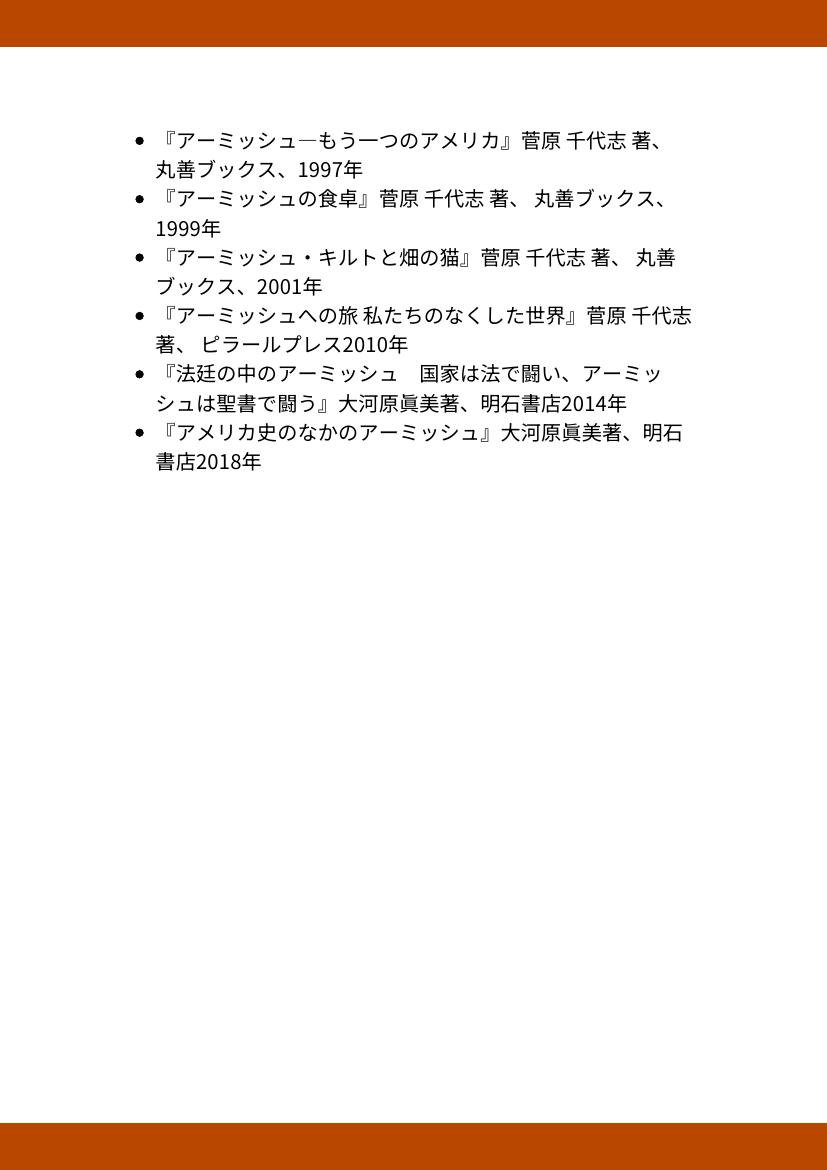 • 『アーミッシュ―もう一つのアメリカ』菅原 千代志 著、
丸善ブックス、1997年
• 『アーミッシュの食卓』菅原 千代志 著、 丸善ブックス、
1999年
• 『アーミッシュ・キルトと畑の猫』菅原 千代志 著、 丸善
ブックス、2001年
• 『アーミッシュへの旅 私たちのなくした世界』菅原 千代志
著、 ピラールプレス2010年
• 『法廷の中のアーミッシュ　国家は法で闘い、アーミッ
シュは聖書で闘う』大河原眞美著、明石書店2014年
• 『アメリカ史のなかのアーミッシュ』大河原眞美著、明石
書店2018年